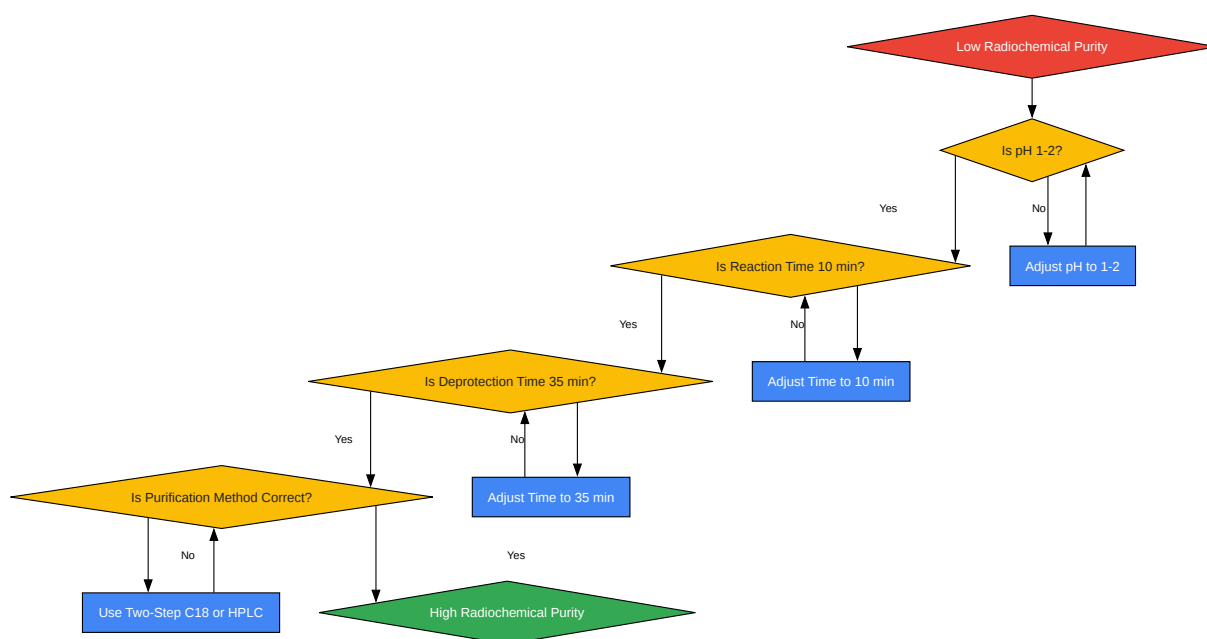 Low Radiochemical Purity
Is pH 1-2?
Yes
No
Is Reaction Time 10 min?
Adjust pH to 1-2
Yes
No
Is Deprotection Time 35 min?
Adjust Time to 10 min
Yes
No
Is Purification Method Correct?
Adjust Time to 35 min
No
Yes
Use Two-Step C18 or HPLC
High Radiochemical Purity